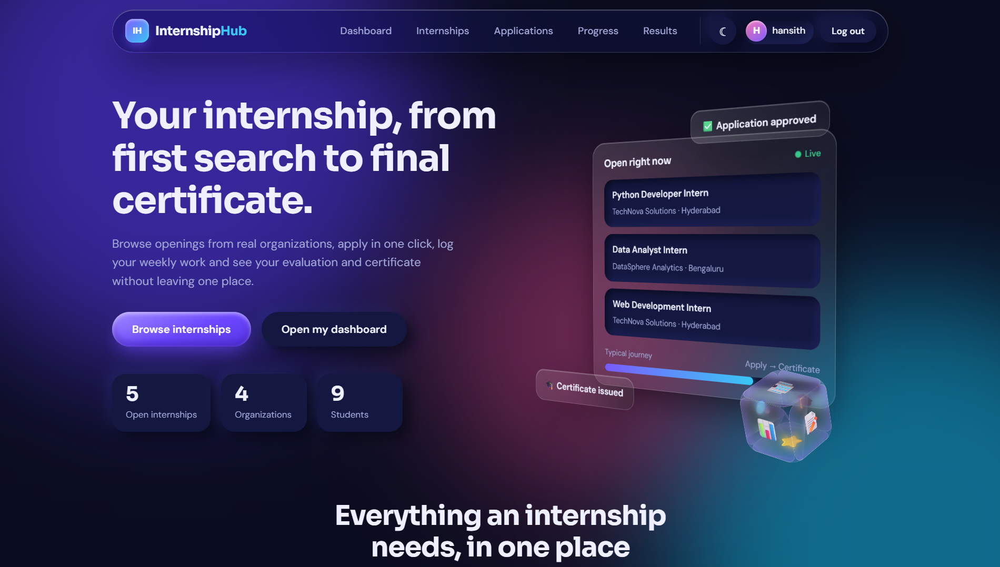 IH InternshipHub
Dashboard
Internships
Applications
Progress
Results
☾
H hansith
Log out
Your internship, from
first search to final
certificate.
Browse openings from real organizations, apply in one click, log
your weekly work and see your evaluation and certificate
without leaving one place.
Browse internships
Open my dashboard
5
Open internships
4
Organizations
9
Students
✅ Application approved
Open right now
Live
Python Developer Intern
TechNova Solutions · Hyderabad
Data Analyst Intern
DataSphere Analytics · Bengaluru
Web Development Intern
TechNova Solutions · Hyderabad
Typical journey
Apply → Certificate
🎓 Certificate issued
Everything an internship
needs, in one place